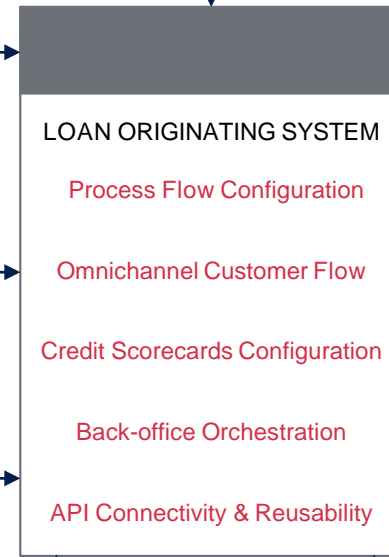 LOAN ORIGINATING SYSTEM
Process Flow Configuration
Omnichannel Customer Flow
Credit Scorecards Configuration
Back-office Orchestration
API Connectivity & Reusability